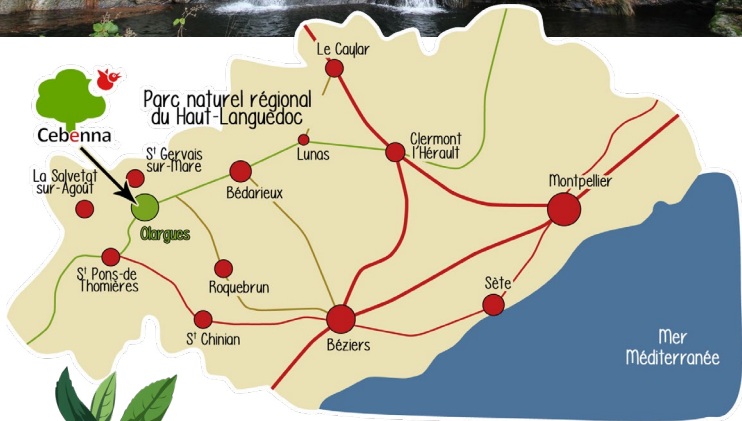 Le Caylar
Parc naturel régional
du Haut-Languedoc
Cebenna
Clermont
l'Hérault
Lunas
St Gervais
sur-Mare
La Salvetat
sur-Agoût
Bédarieux
Montpellier
Olargues
St Pons-de
Thomières
Roquebrun
Sète
St Chinian
Béziers
Mer
Méditerranée